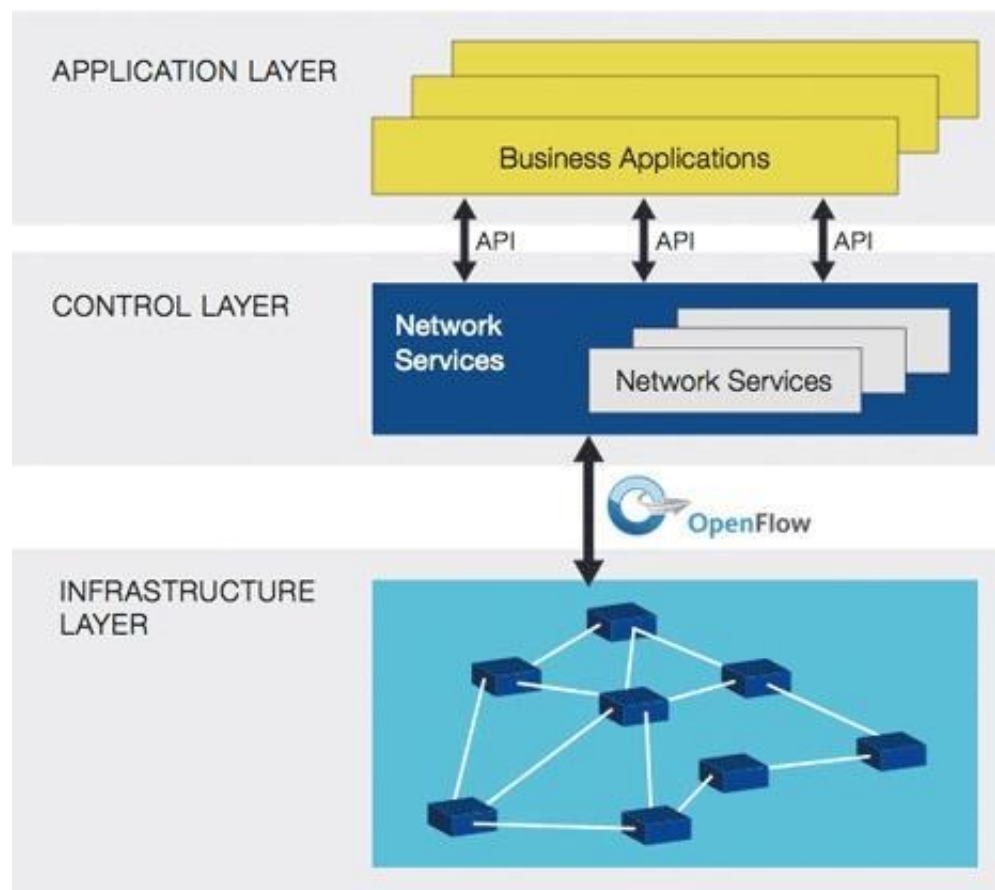 APPLICATION LAYER
Business Applications
API
API
API
CONTROL LAYER
Network
Services
Network Services
OpenFlow
INFRASTRUCTURE
LAYER